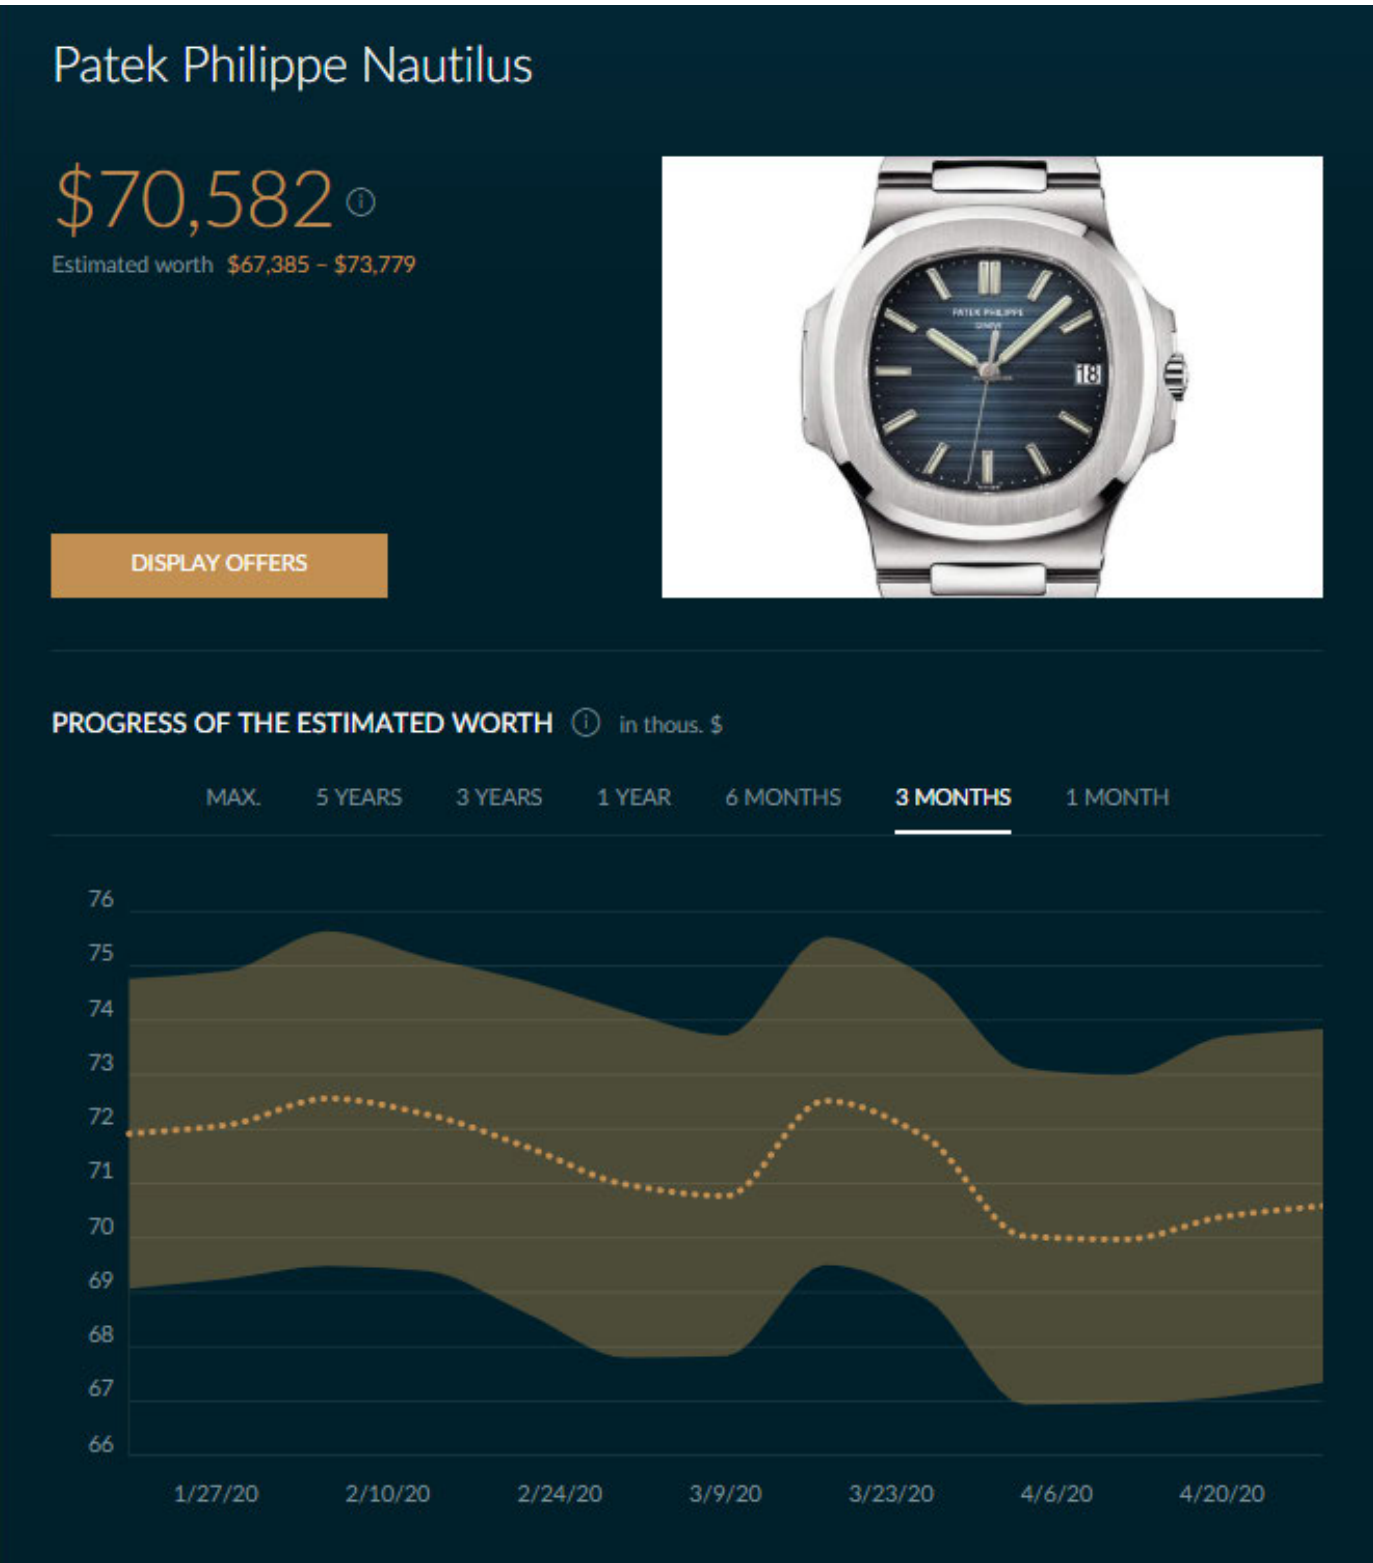 Patek Philippe Nautilus
$70,582
Estimated worth $67,385 – $73,779
PATEK PHILIPPE
GENEVE
18
DISPLAY OFFERS
PROGRESS OF THE ESTIMATED WORTH in thous. $
MAX. 5 YEARS 3 YEARS 1 YEAR 6 MONTHS 3 MONTHS 1 MONTH
76
75
74
73
72
71
70
69
68
67
66
1/27/20 2/10/20 2/24/20 3/9/20 3/23/20 4/6/20 4/20/20